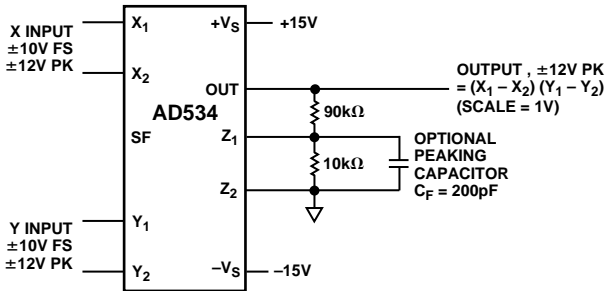 X INPUT
±10V FS
±12V PK
X1
X2
SF
Y INPUT
±10V FS
±12V PK
Y1
Y2
AD534
+VS
+15V
OUT
Z1
Z2
–VS
–15V
90kΩ
10kΩ
OUTPUT , ±12V PK
= (X1 – X2) (Y1 – Y2)
(SCALE = 1V)
OPTIONAL
PEAKING
CAPACITOR
CF = 200pF